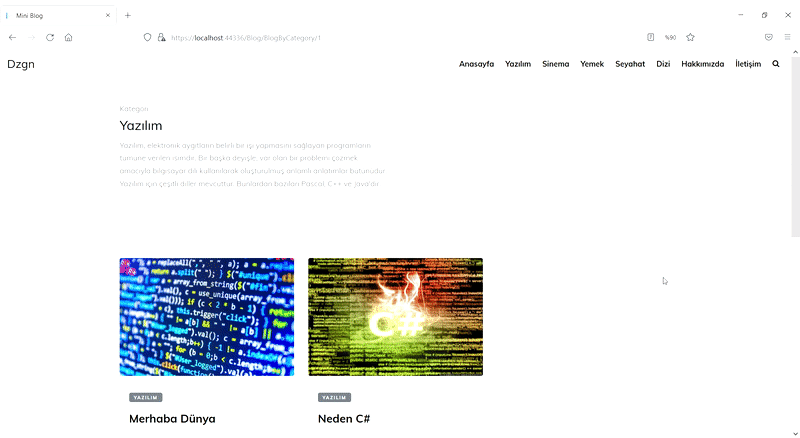 Mini Blog
https://localhost:44336/Blog/BlogByCategory/1
%90
Dzgn
Anasayfa Yazılım Sinema Yemek Seyahat Dizi Hakkımızda İletişim
Kategori
Yazılım
Yazılım, elektronik aygıtların belirli bir işi yapmasını sağlayan programların
tümüne verilen isimdir. Bir başka deyişle, var olan bir problemi çözmek
amacıyla bilgisayar dili kullanılarak oluşturulmuş anlamlı anlatımlar bütünüdür.
Yazılım için çeşitli diller mevcuttur. Bunlardan bazıları Pascal, C++ ve Java'dır.
C#
YAZILIM
YAZILIM
Merhaba Dünya
Neden C#